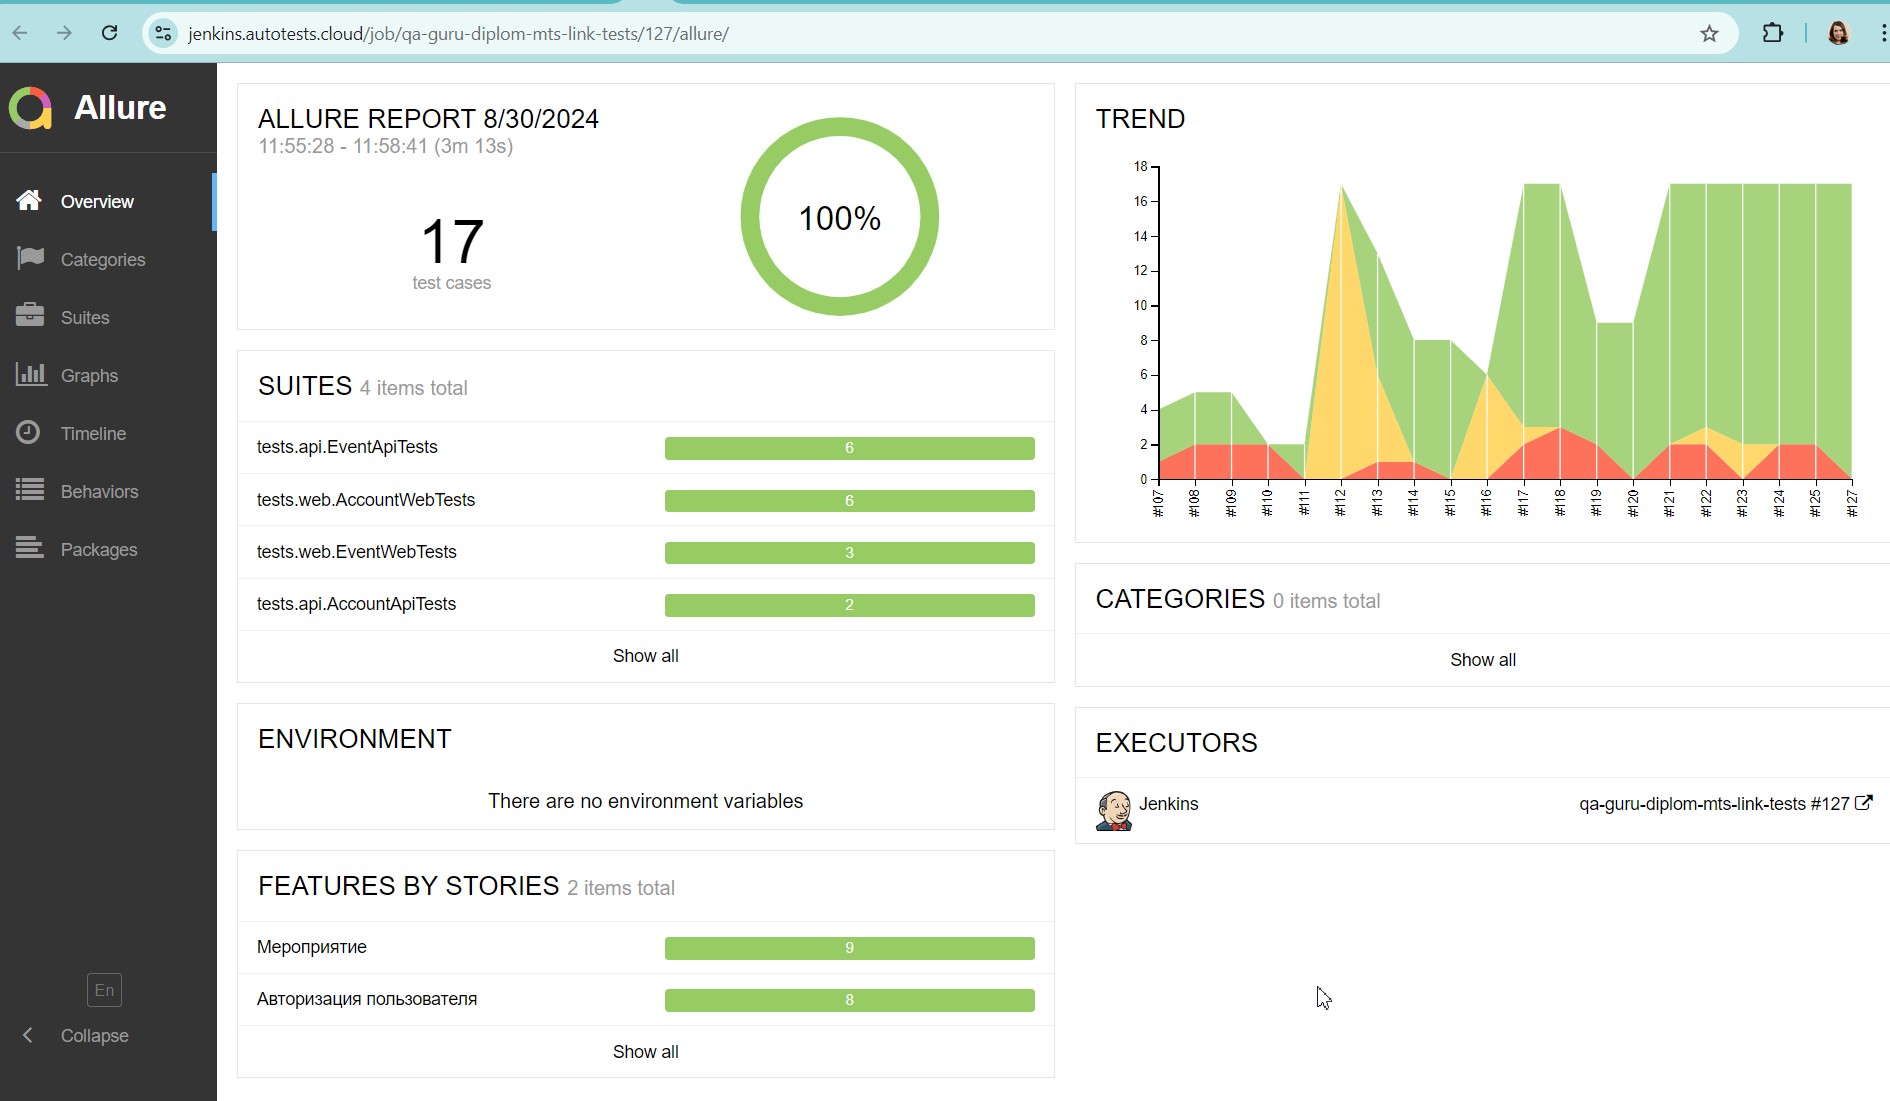 jenkins.autotests.cloud/job/qa-guru-diplom-mts-link-tests/127/allure/
Allure
Overview
Categories
Suites
Graphs
Timeline
Behaviors
Packages
En
Collapse
ALLURE REPORT 8/30/2024
11:55:28 - 11:58:41 (3m 13s)
17
test cases
100%
SUITES 4 items total
tests.api.EventApiTests 6
tests.web.AccountWebTests 6
tests.web.EventWebTests 3
tests.api.AccountApiTests 2
Show all
ENVIRONMENT
There are no environment variables
FEATURES BY STORIES 2 items total
Мероприятие 9
Авторизация пользователя 8
Show all
TREND
18
16
14
12
10
8
6
4
2
0
#107 #108 #109 #110 #111 #112 #113 #114 #115 #116 #117 #118 #119 #120 #121 #122 #123 #124 #125 #127
CATEGORIES 0 items total
Show all
EXECUTORS
Jenkins qa-guru-diplom-mts-link-tests #127